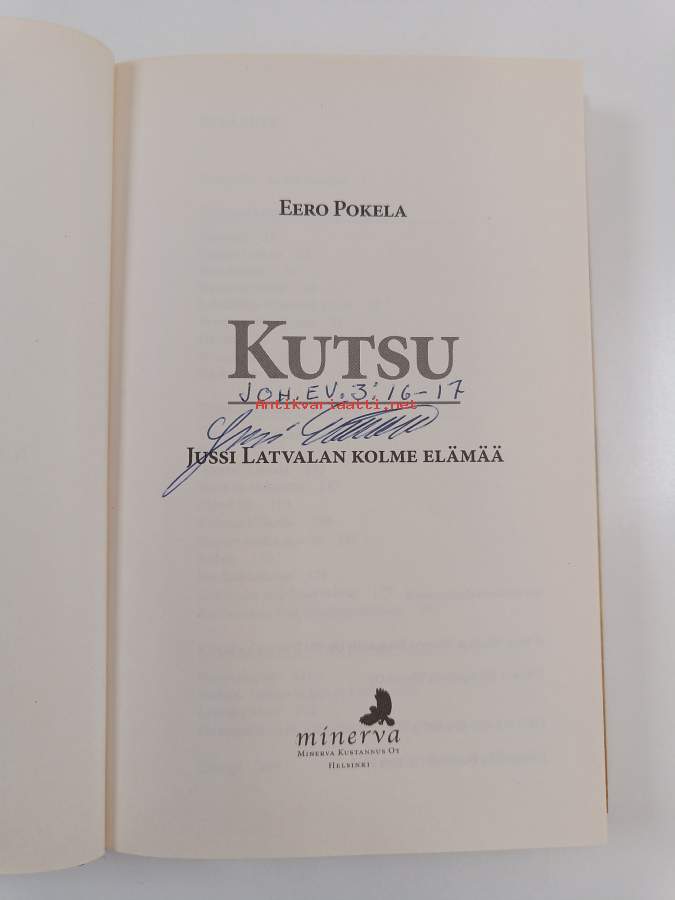 Eero Pokela
Kutsu
JOH. EV. 3: 16-17
Antikvariaatti.net
Jussi Latvalan kolme elämää
minerva
Minerva Kustannus Oy
Helsinki